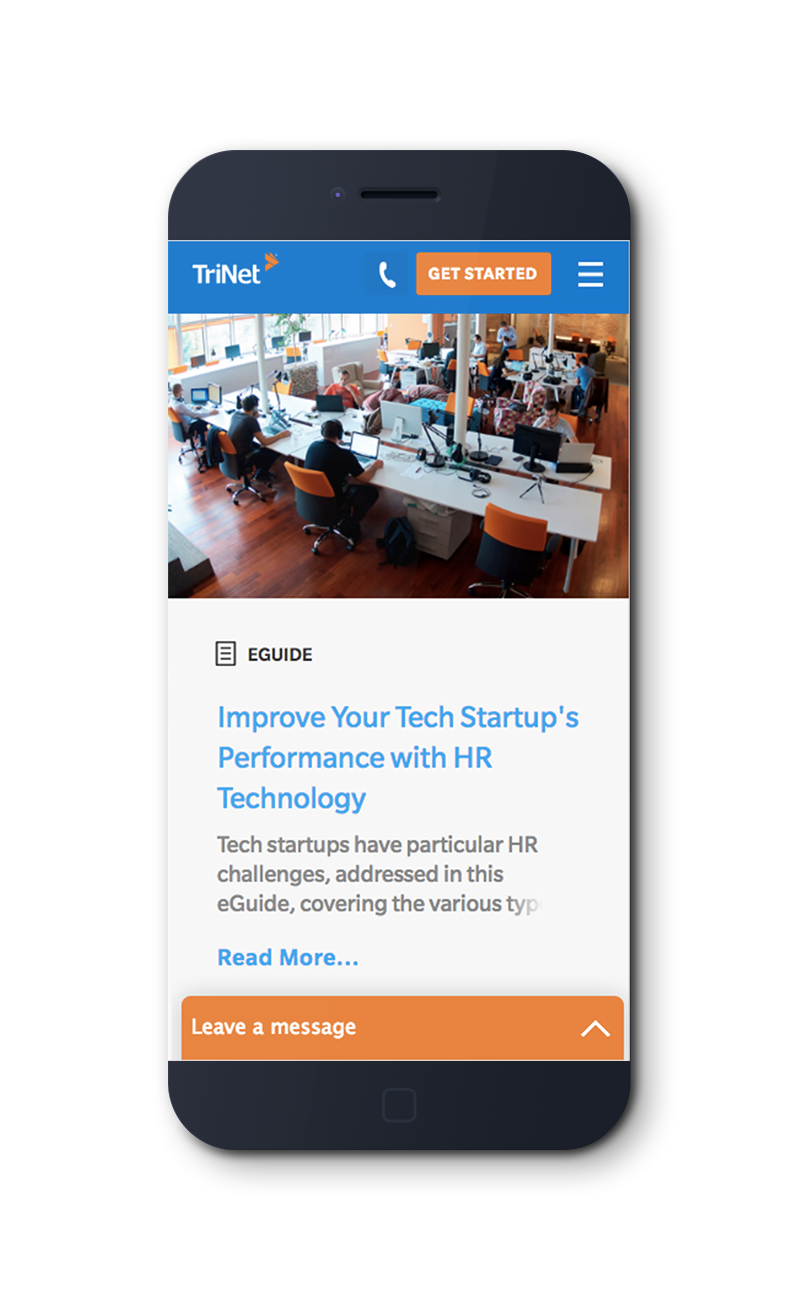 TriNet
GET STARTED
EGUIDE
Improve Your Tech Startup's
Performance with HR
Technology
Tech startups have particular HR
challenges, addressed in this
eGuide, covering the various typ
Read More...
Leave a message